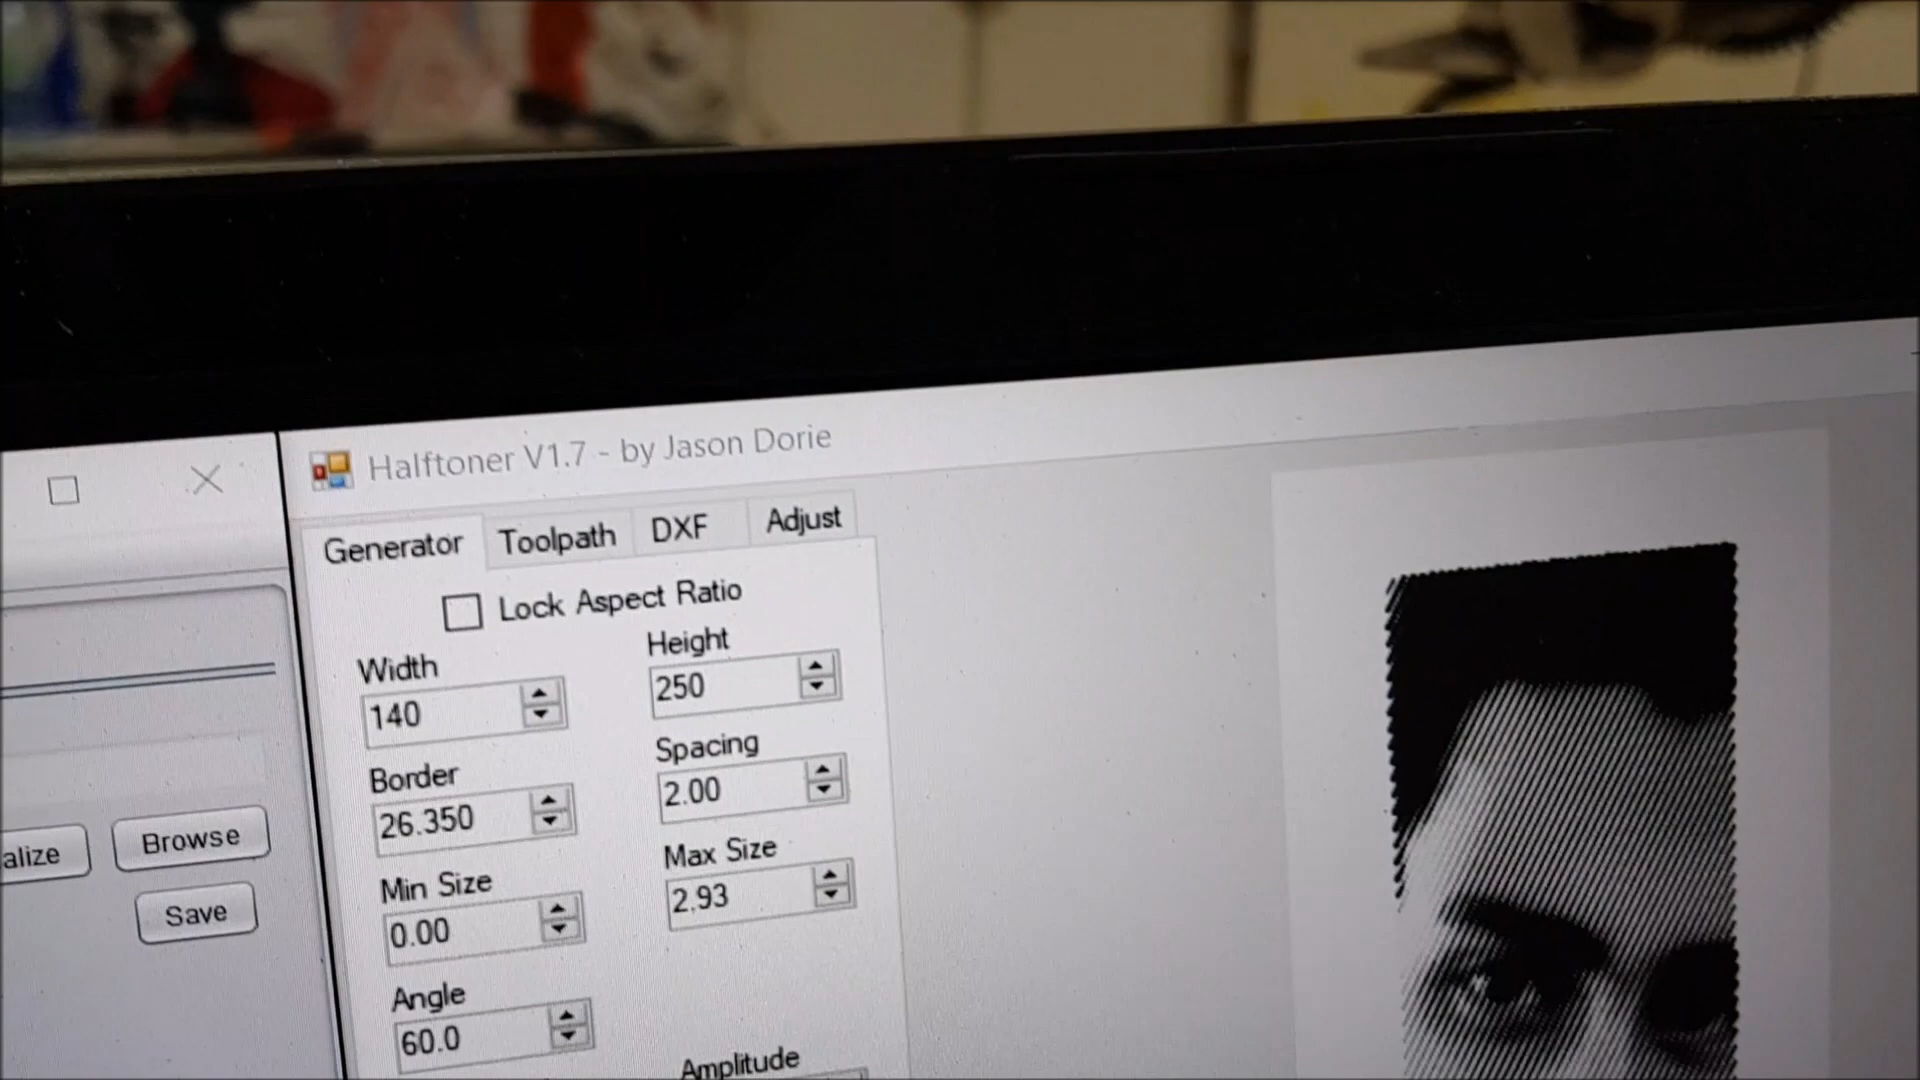 Halftoner V1.7 - by Jason Dorie
Generator Toolpath DXF Adjust
Lock Aspect Ratio
Width Height
140 250
Border Spacing
26.350 2.00
Min Size Max Size
0.00 2.93
Angle
60.0
Amplitude
alize Browse
Save